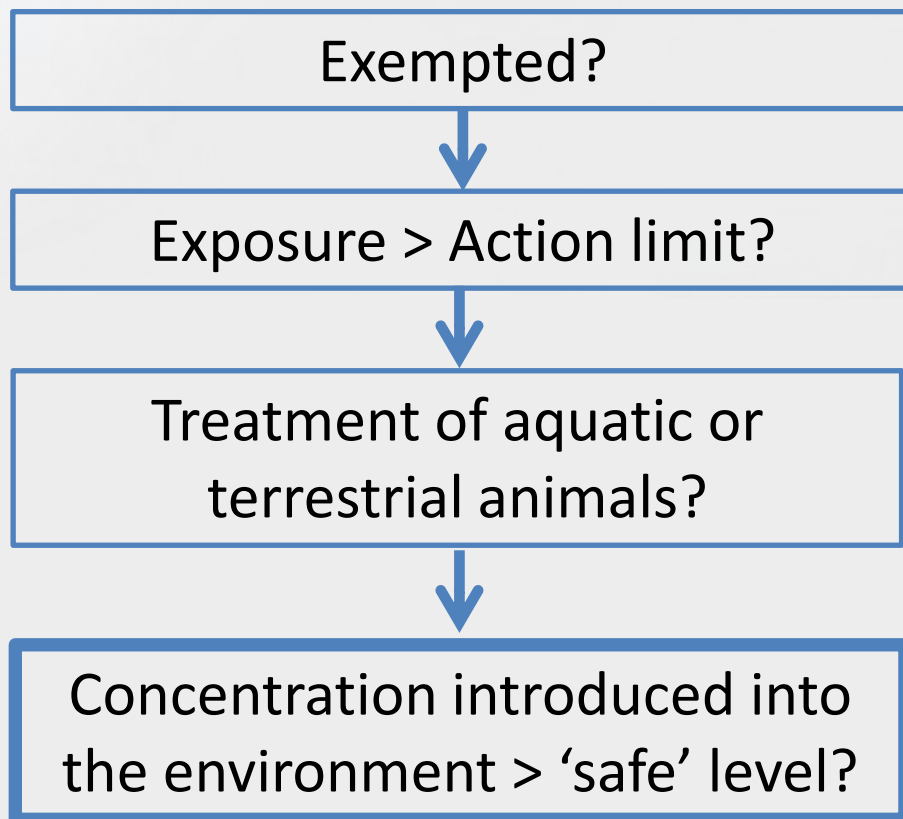 Exempted?
Exposure > Action limit?
Treatment of aquatic or
terrestrial animals?
Concentration introduced into
the environment > ‘safe’ level?